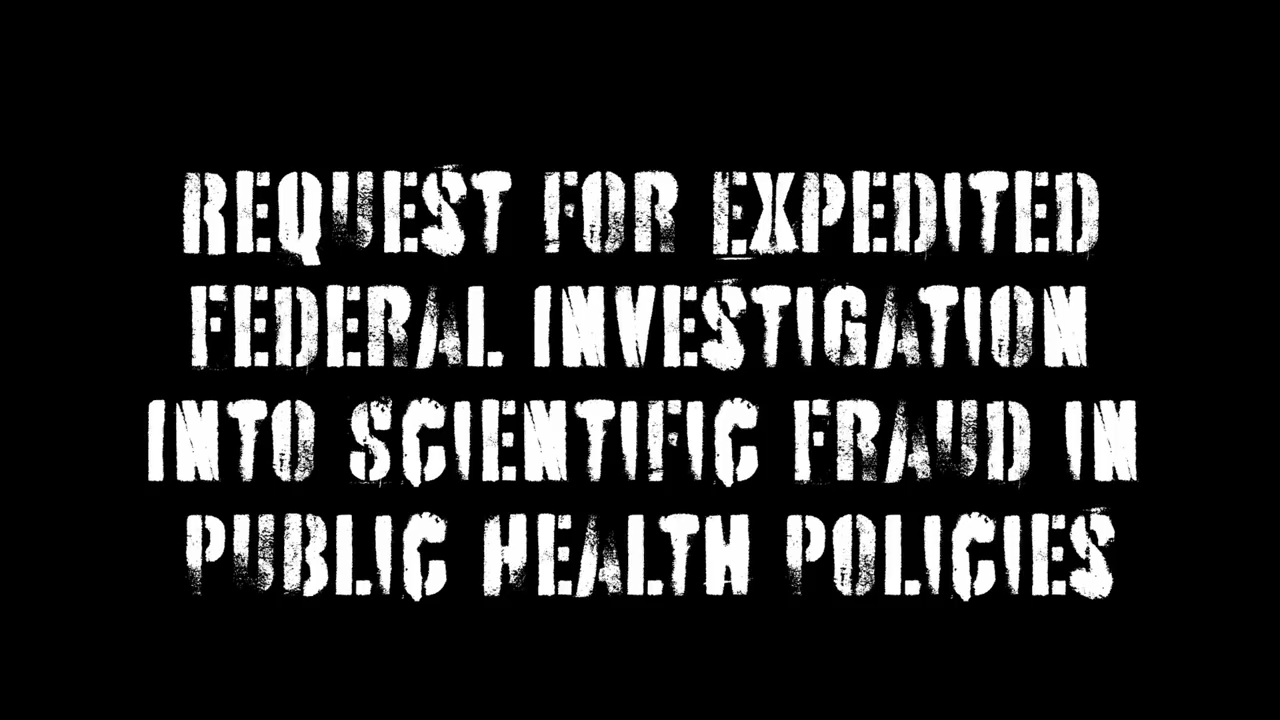 REQUEST FOR EXPEDITED
FEDERAL INVESTIGATION
INTO SCIENTIFIC FRAUD IN
PUBLIC HEALTH POLICIES